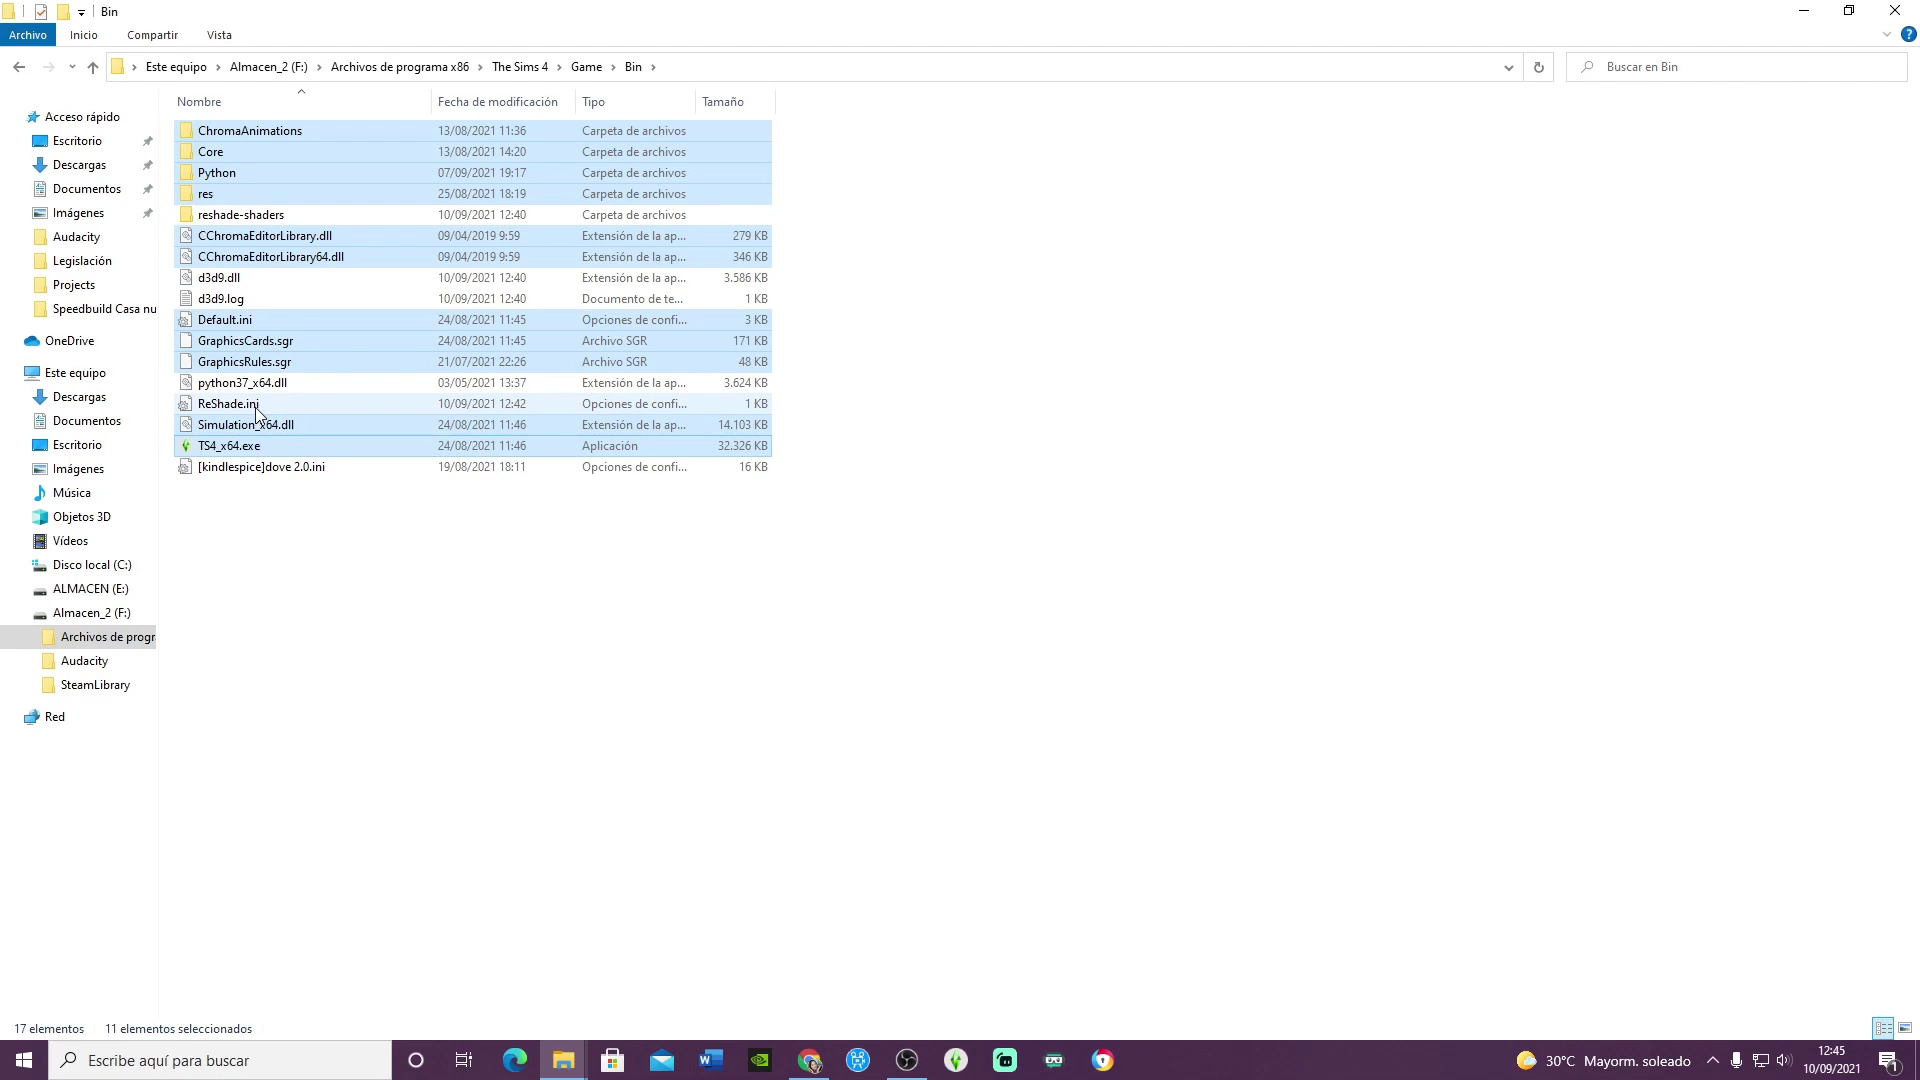 Bin
Archivo Inicio Compartir Vista
Este equipo Almacen_2 (F:) Archivos de programa x86 The Sims 4 Game Bin
Buscar en Bin
Nombre Fecha de modificación Tipo Tamaño
Acceso rápido
Escritorio
Descargas
Documentos
Imágenes
Audacity
Legislación
Projects
Speedbuild Casa nu
OneDrive
Este equipo
Descargas
Documentos
Escritorio
Imágenes
Música
Objetos 3D
Vídeos
Disco local (C:)
ALMACEN (E:)
Almacen_2 (F:)
Archivos de progr
Audacity
SteamLibrary
Red
ChromaAnimations 13/08/2021 11:36 Carpeta de archivos
Core 13/08/2021 14:20 Carpeta de archivos
Python 07/09/2021 19:17 Carpeta de archivos
res 25/08/2021 18:19 Carpeta de archivos
reshade-shaders 10/09/2021 12:40 Carpeta de archivos
CChromaEditorLibrary.dll 09/04/2019 9:59 Extensión de la ap... 279 KB
CChromaEditorLibrary64.dll 09/04/2019 9:59 Extensión de la ap... 346 KB
d3d9.dll 10/09/2021 12:40 Extensión de la ap... 3.586 KB
d3d9.log 10/09/2021 12:40 Documento de te... 1 KB
Default.ini 24/08/2021 11:45 Opciones de confi... 3 KB
GraphicsCards.sgr 24/08/2021 11:45 Archivo SGR 171 KB
GraphicsRules.sgr 21/07/2021 22:26 Archivo SGR 48 KB
python37_x64.dll 03/05/2021 13:37 Extensión de la ap... 3.624 KB
ReShade.ini 10/09/2021 12:42 Opciones de confi... 1 KB
Simulation_x64.dll 24/08/2021 11:46 Extensión de la ap... 14.103 KB
TS4_x64.exe 24/08/2021 11:46 Aplicación 32.326 KB
[kindlespice]dove 2.0.ini 19/08/2021 18:11 Opciones de confi... 16 KB
17 elementos 11 elementos seleccionados
Escribe aquí para buscar
30°C Mayorm. soleado
12:45
10/09/2021
1